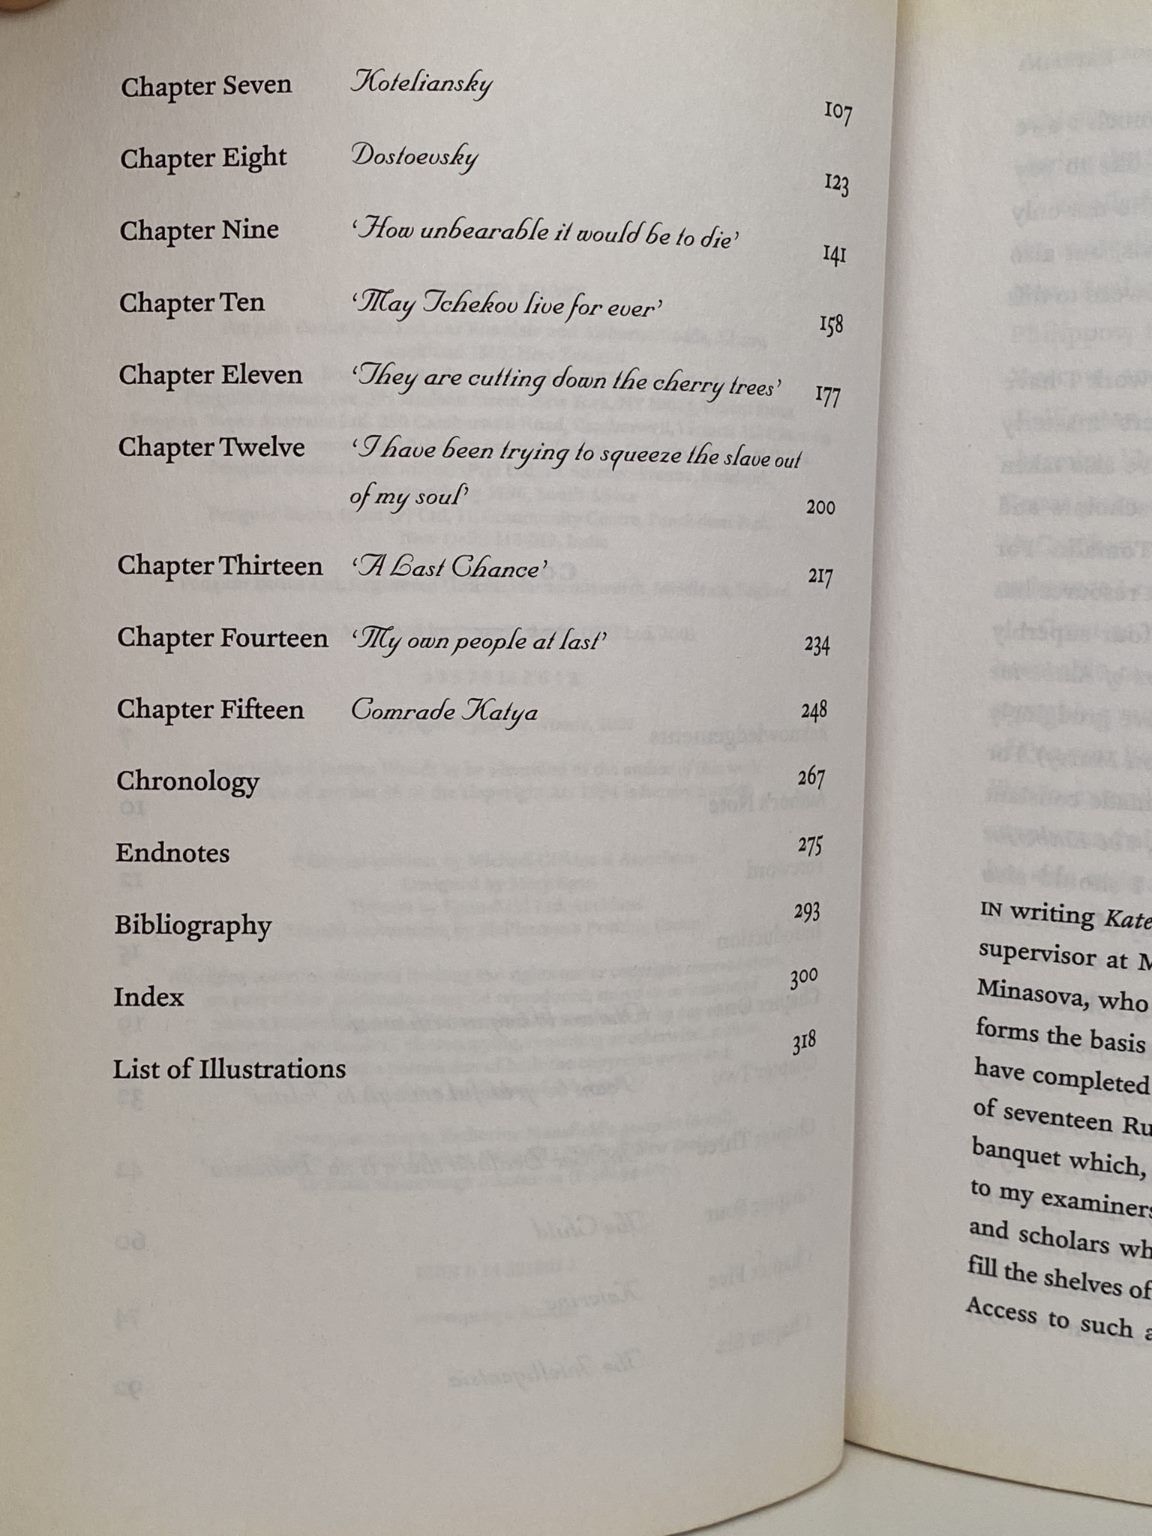 Chapter Seven Koteliansky 107
Chapter Eight Dostoevsky 123
Chapter Nine ‘How unbearable it would be to die’ 141
Chapter Ten ‘May Tchekov live for ever’ 158
Chapter Eleven ‘They are cutting down the cherry trees’ 177
Chapter Twelve ‘I have been trying to squeeze the slave out
of my soul’ 200
Chapter Thirteen ‘A Last Chance’ 217
Chapter Fourteen ‘My own people at last’ 234
Chapter Fifteen Comrade Katya 248
Chronology 267
Endnotes 275
Bibliography 293
Index 300
List of Illustrations 318
IN writing Kate
supervisor at M
Minasova, who
forms the basis
have completed
of seventeen Ru
banquet which,
to my examiners
and scholars wh
fill the shelves of
Access to such a